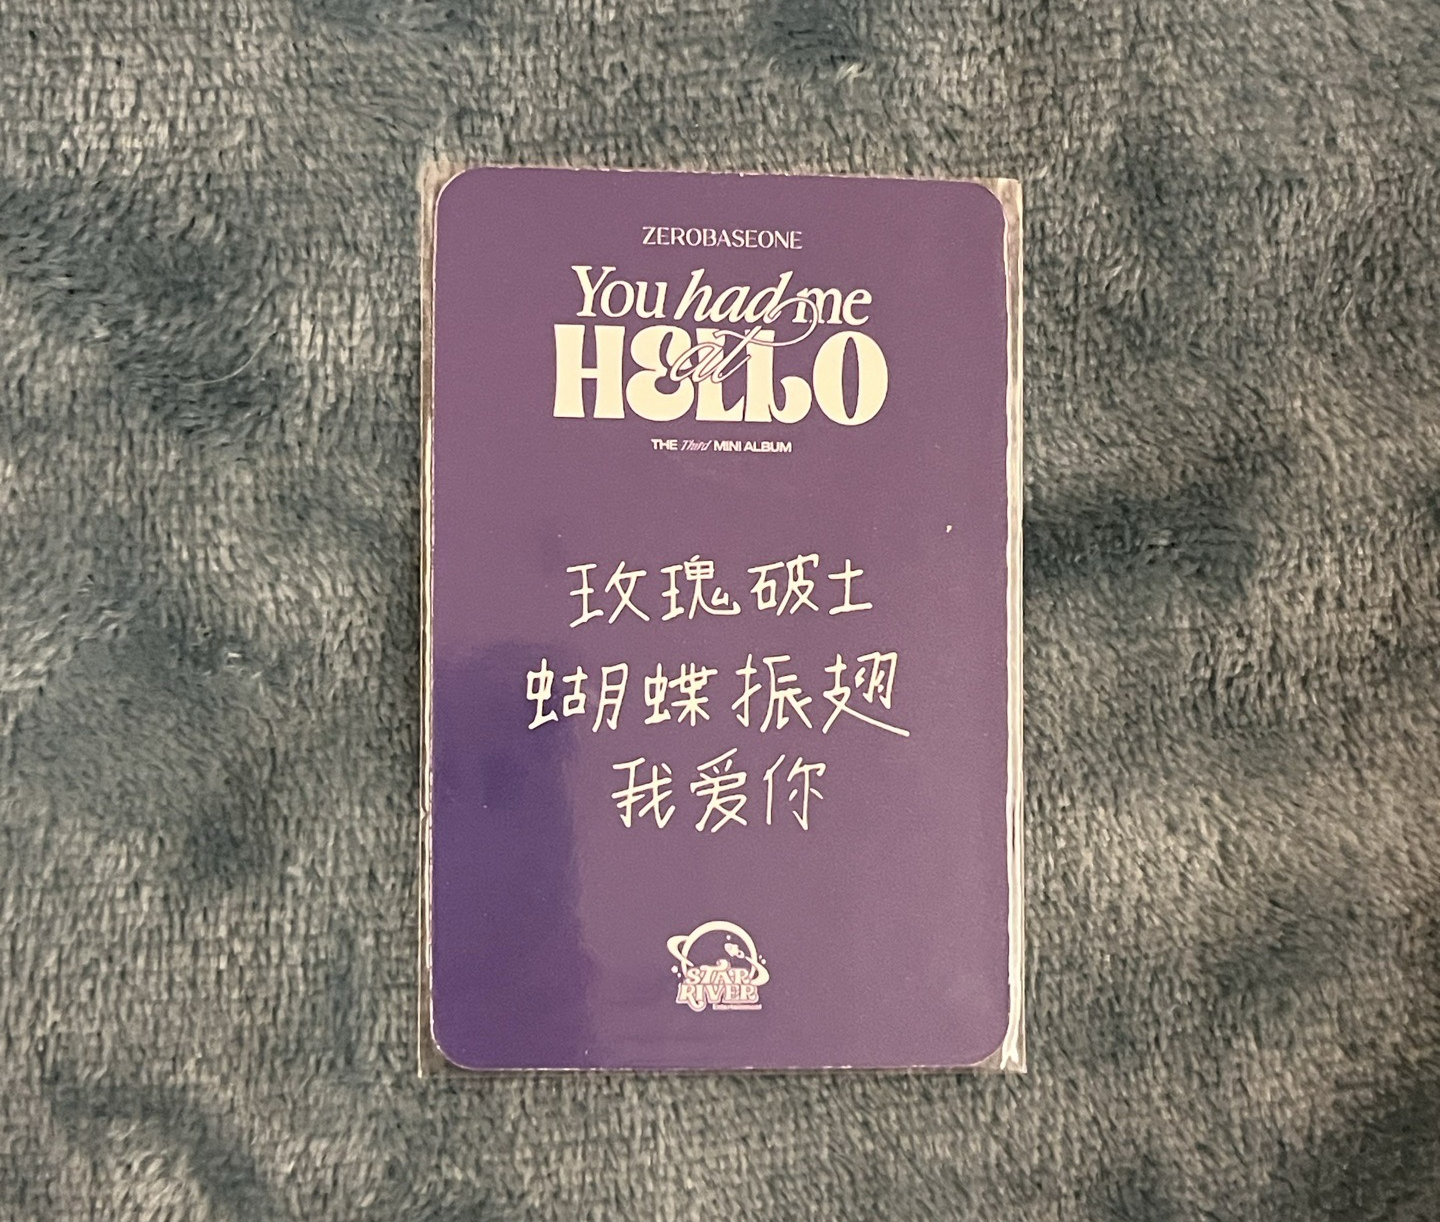 ZEROBASEONE
You had me
at
HELLO
THE Third MINI ALBUM
玫瑰破土
蝴蝶振翅
我爱你
STAR
RIVER